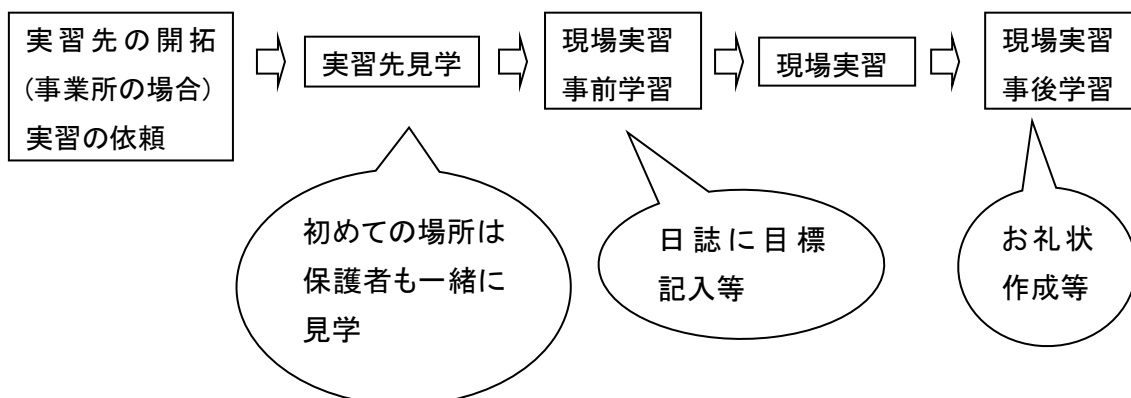 実習先の開拓
(事業所の場合)
実習の依頼
実習先見学
現場実習
事前学習
現場実習
現場実習
事後学習
初めての場所は
保護者も一緒に
見学
日誌に目標
記入等
お礼状
作成等